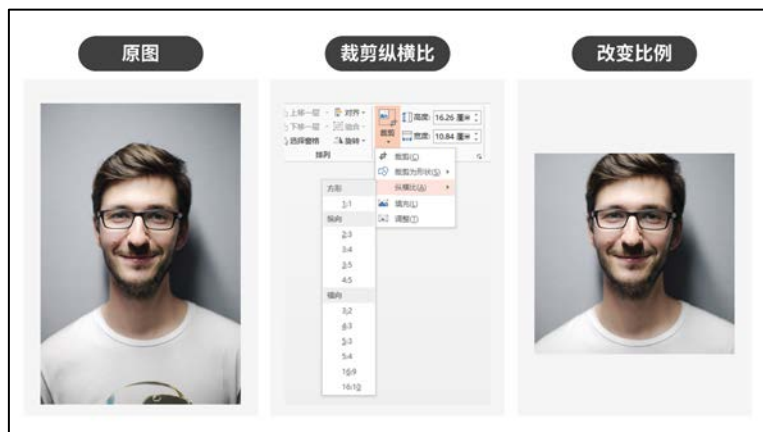 原图
裁剪纵横比
改变比例
上移一层 对齐
下移一层 组合
选择窗格 旋转
排列
裁剪
高度: 16.26 厘米
宽度: 10.84 厘米
裁剪(C)
裁剪为形状(S)
纵横比(A)
填充(L)
调整(T)
方形
1:1
纵向
2:3
3:4
3:5
4:5
横向
3:2
4:3
5:3
5:4
16:9
16:10